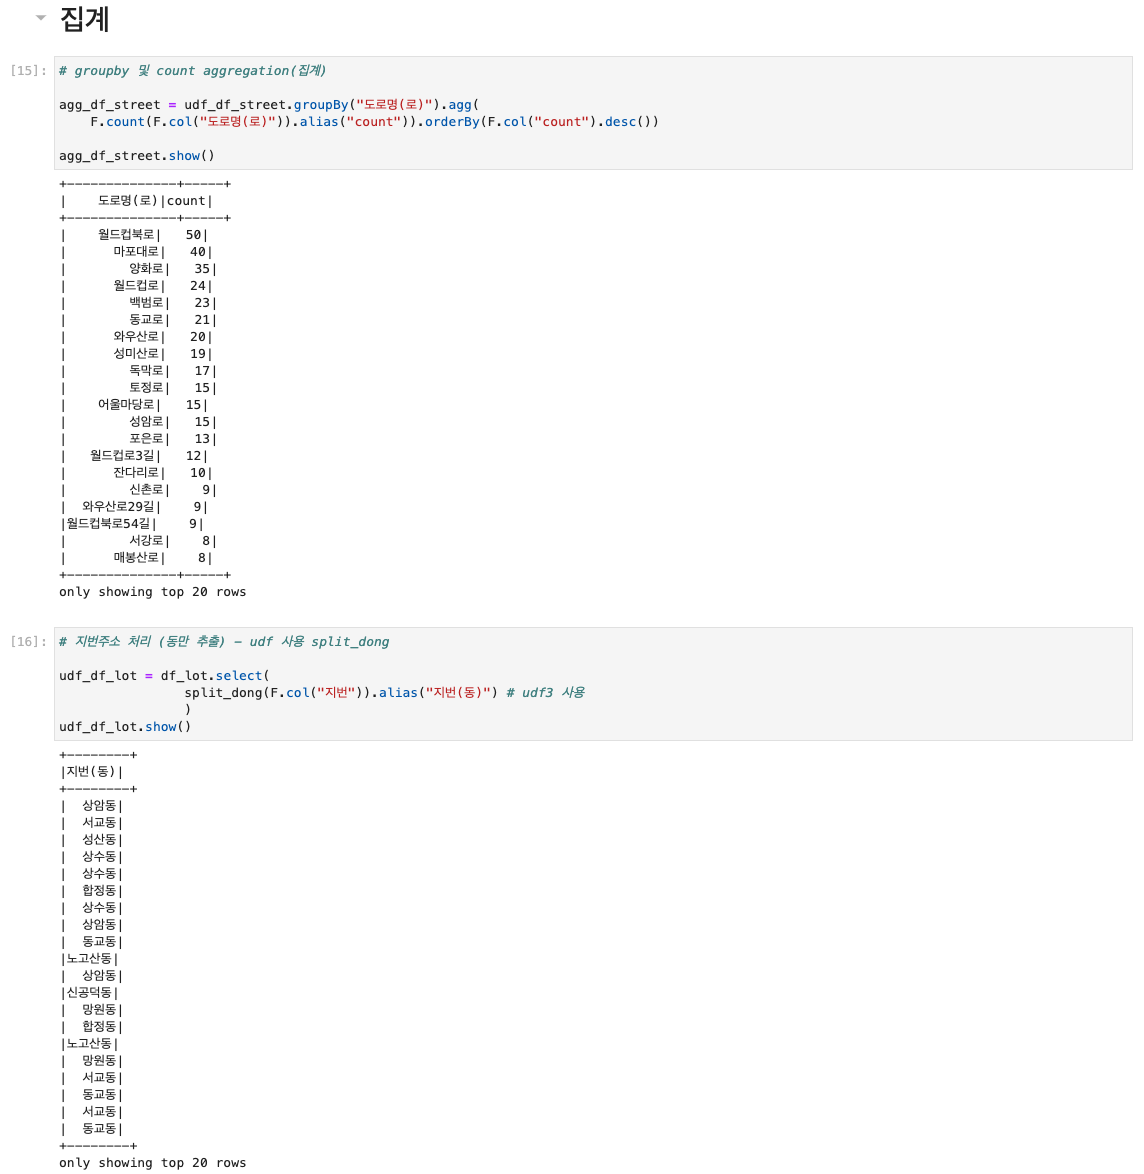 집계
[15]: # groupby 및 count aggregation(집계)
agg_df_street = udf_df_street.groupBy("도로명(로)").agg(
    F.count(F.col("도로명(로)")).alias("count")).orderBy(F.col("count").desc())
agg_df_street.show()
+--------------+-----+
|    도로명(로)|count|
+--------------+-----+
|    월드컵북로|   50|
|      마포대로|   40|
|        양화로|   35|
|      월드컵로|   24|
|        백범로|   23|
|        동교로|   21|
|      와우산로|   20|
|      성미산로|   19|
|        독막로|   17|
|        토정로|   15|
|    어울마당로|   15|
|        성암로|   15|
|        포은로|   13|
|   월드컵로3길|   12|
|      잔다리로|   10|
|        신촌로|    9|
|  와우산로29길|    9|
|월드컵북로54길|    9|
|        서강로|    8|
|      매봉산로|    8|
+--------------+-----+
only showing top 20 rows
[16]: # 지번주소 처리 (동만 추출) - udf 사용 split_dong
udf_df_lot = df_lot.select(
                split_dong(F.col("지번")).alias("지번(동)") # udf3 사용
                )
udf_df_lot.show()
+--------+
|지번(동)|
+--------+
|  상암동|
|  서교동|
|  성산동|
|  상수동|
|  상수동|
|  합정동|
|  상수동|
|  상암동|
|  동교동|
|노고산동|
|  상암동|
|신공덕동|
|  망원동|
|  합정동|
|노고산동|
|  망원동|
|  서교동|
|  동교동|
|  서교동|
|  동교동|
+--------+
only showing top 20 rows